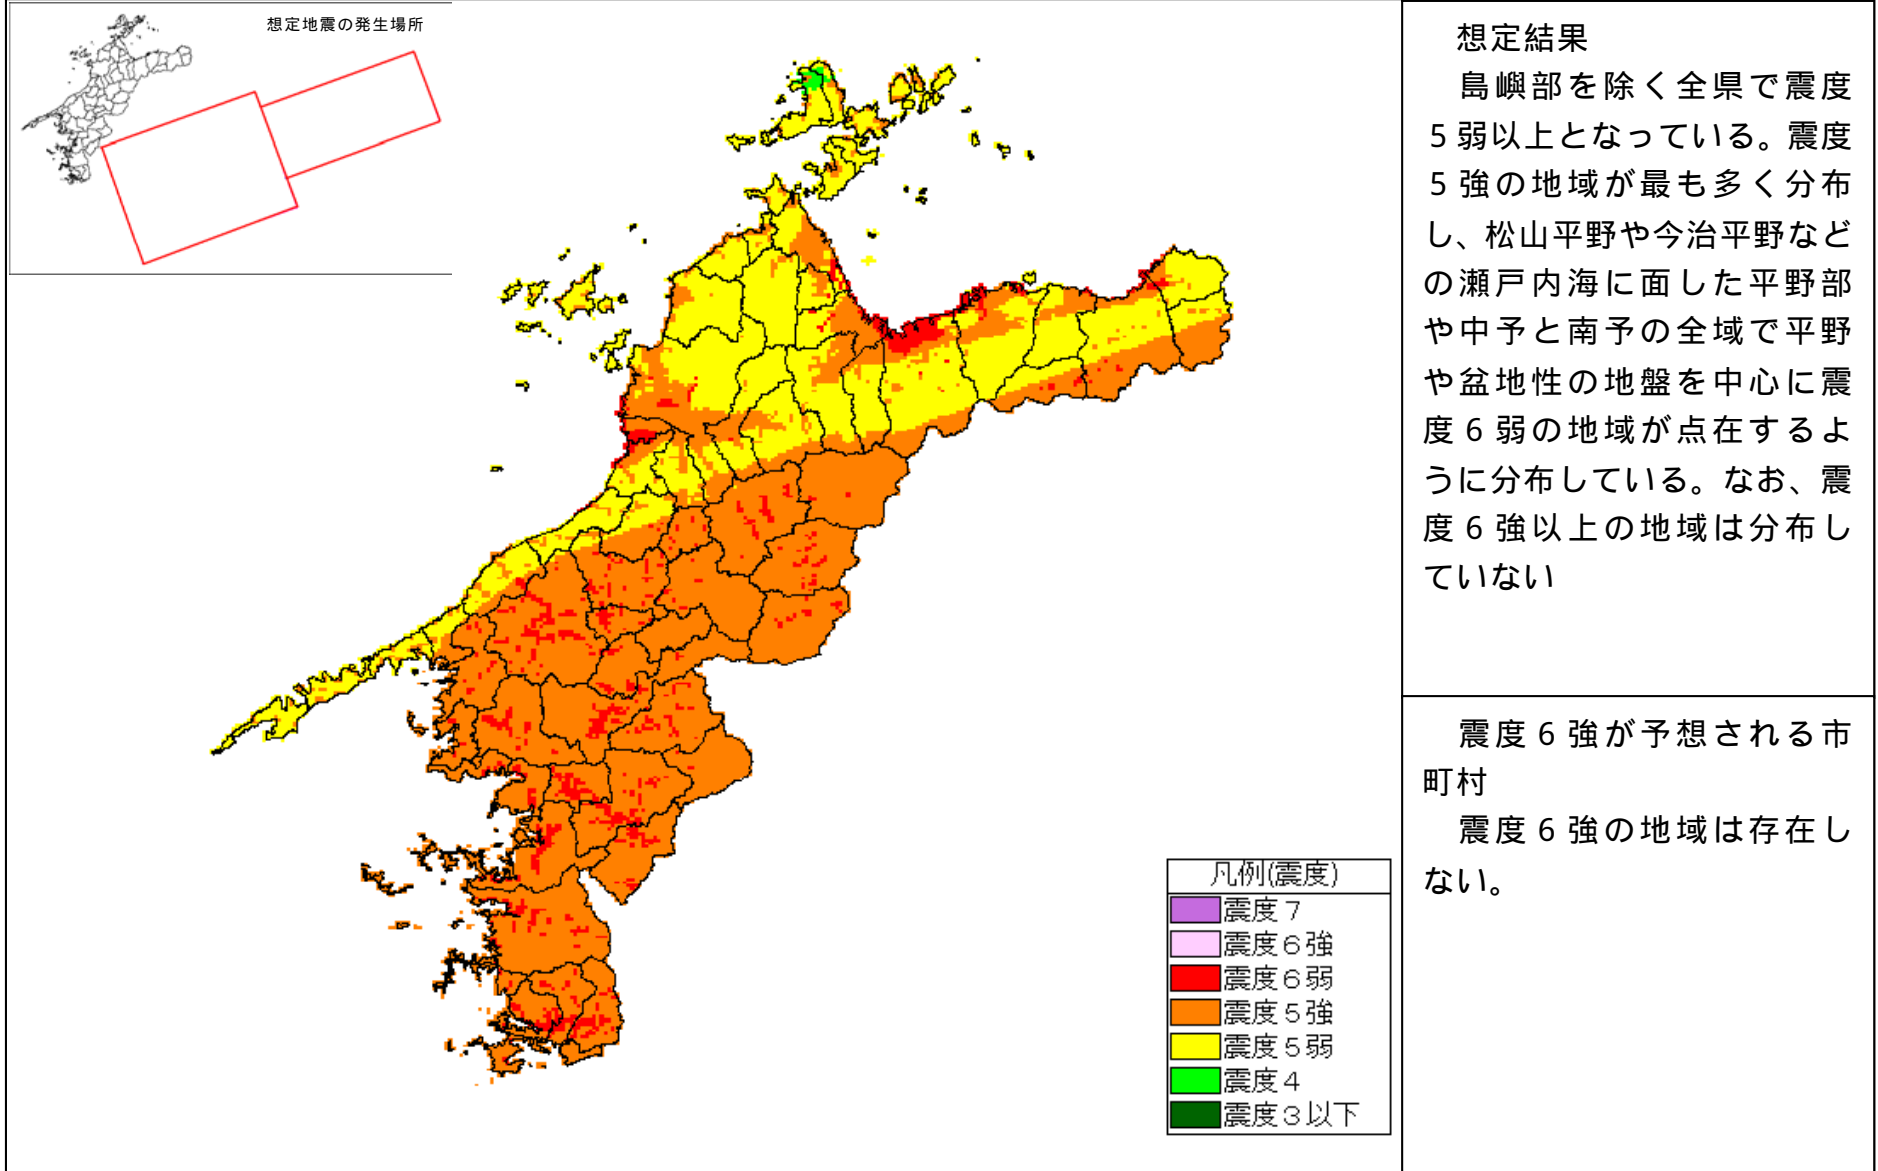 想定地震の発生場所
想定結果
島嶼部を除く全県で震度
5弱以上となっている。震度
5強の地域が最も多く分布
し、松山平野や今治平野など
の瀬戸内海に面した平野部
や中予と南予の全域で平野
や盆地性の地盤を中心に震
度6弱の地域が点在するよ
うに分布している。なお、震
度6強以上の地域は分布し
ていない
震度6強が予想される市
町村
震度6強の地域は存在し
ない。
凡例(震度)
震度7
震度6強
震度6弱
震度5強
震度5弱
震度4
震度3以下